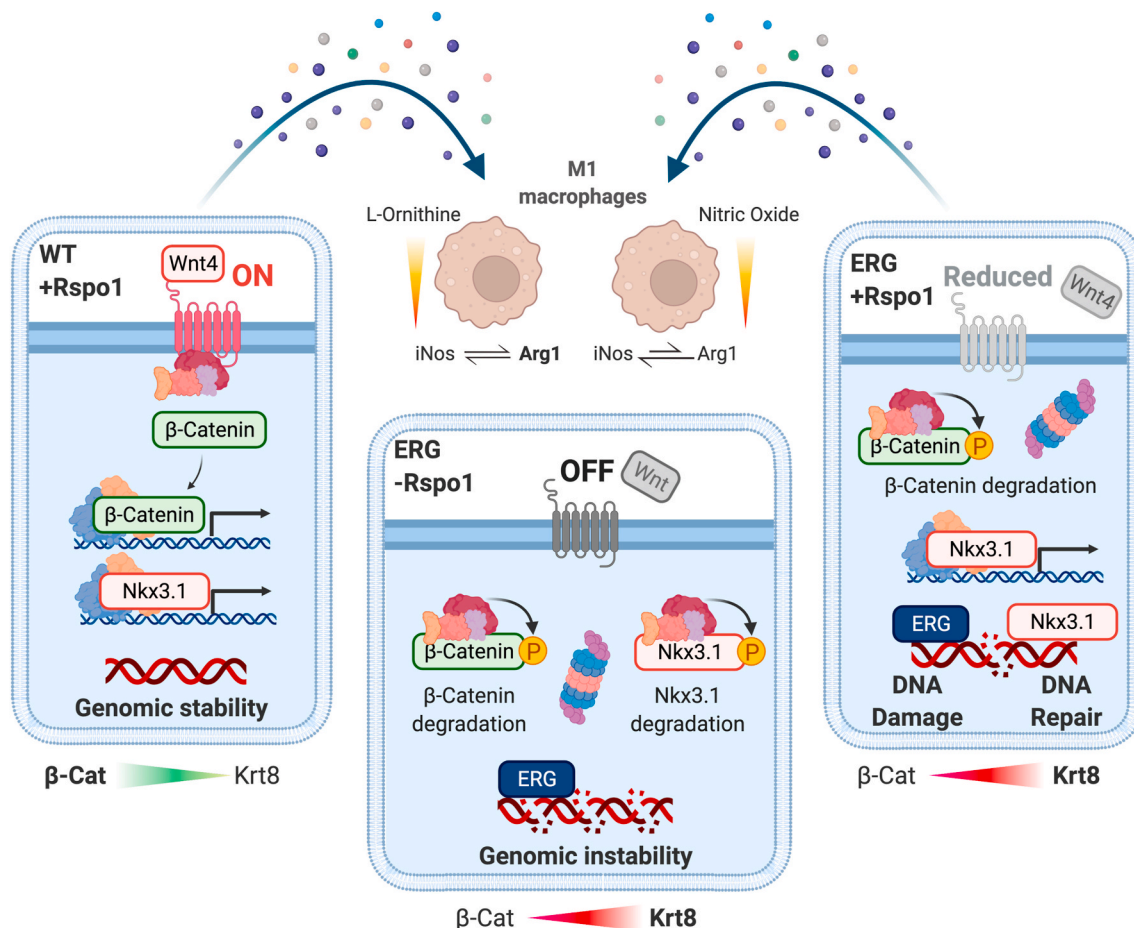 M1
macrophages
L-Ornithine
Nitric Oxide
iNos
Arg1
iNos
Arg1
WT
+Rspo1
Wnt4
ON
β-Catenin
β-Catenin
Nkx3.1
Genomic stability
β-Cat
Krt8
ERG
-Rspo1
OFF
Wnt
β-Catenin
P
β-Catenin
degradation
Nkx3.1
P
Nkx3.1
degradation
ERG
Genomic instability
β-Cat
Krt8
ERG
+Rspo1
Reduced
Wnt4
β-Catenin
P
β-Catenin degradation
Nkx3.1
ERG
Nkx3.1
DNA
Damage
DNA
Repair
β-Cat
Krt8